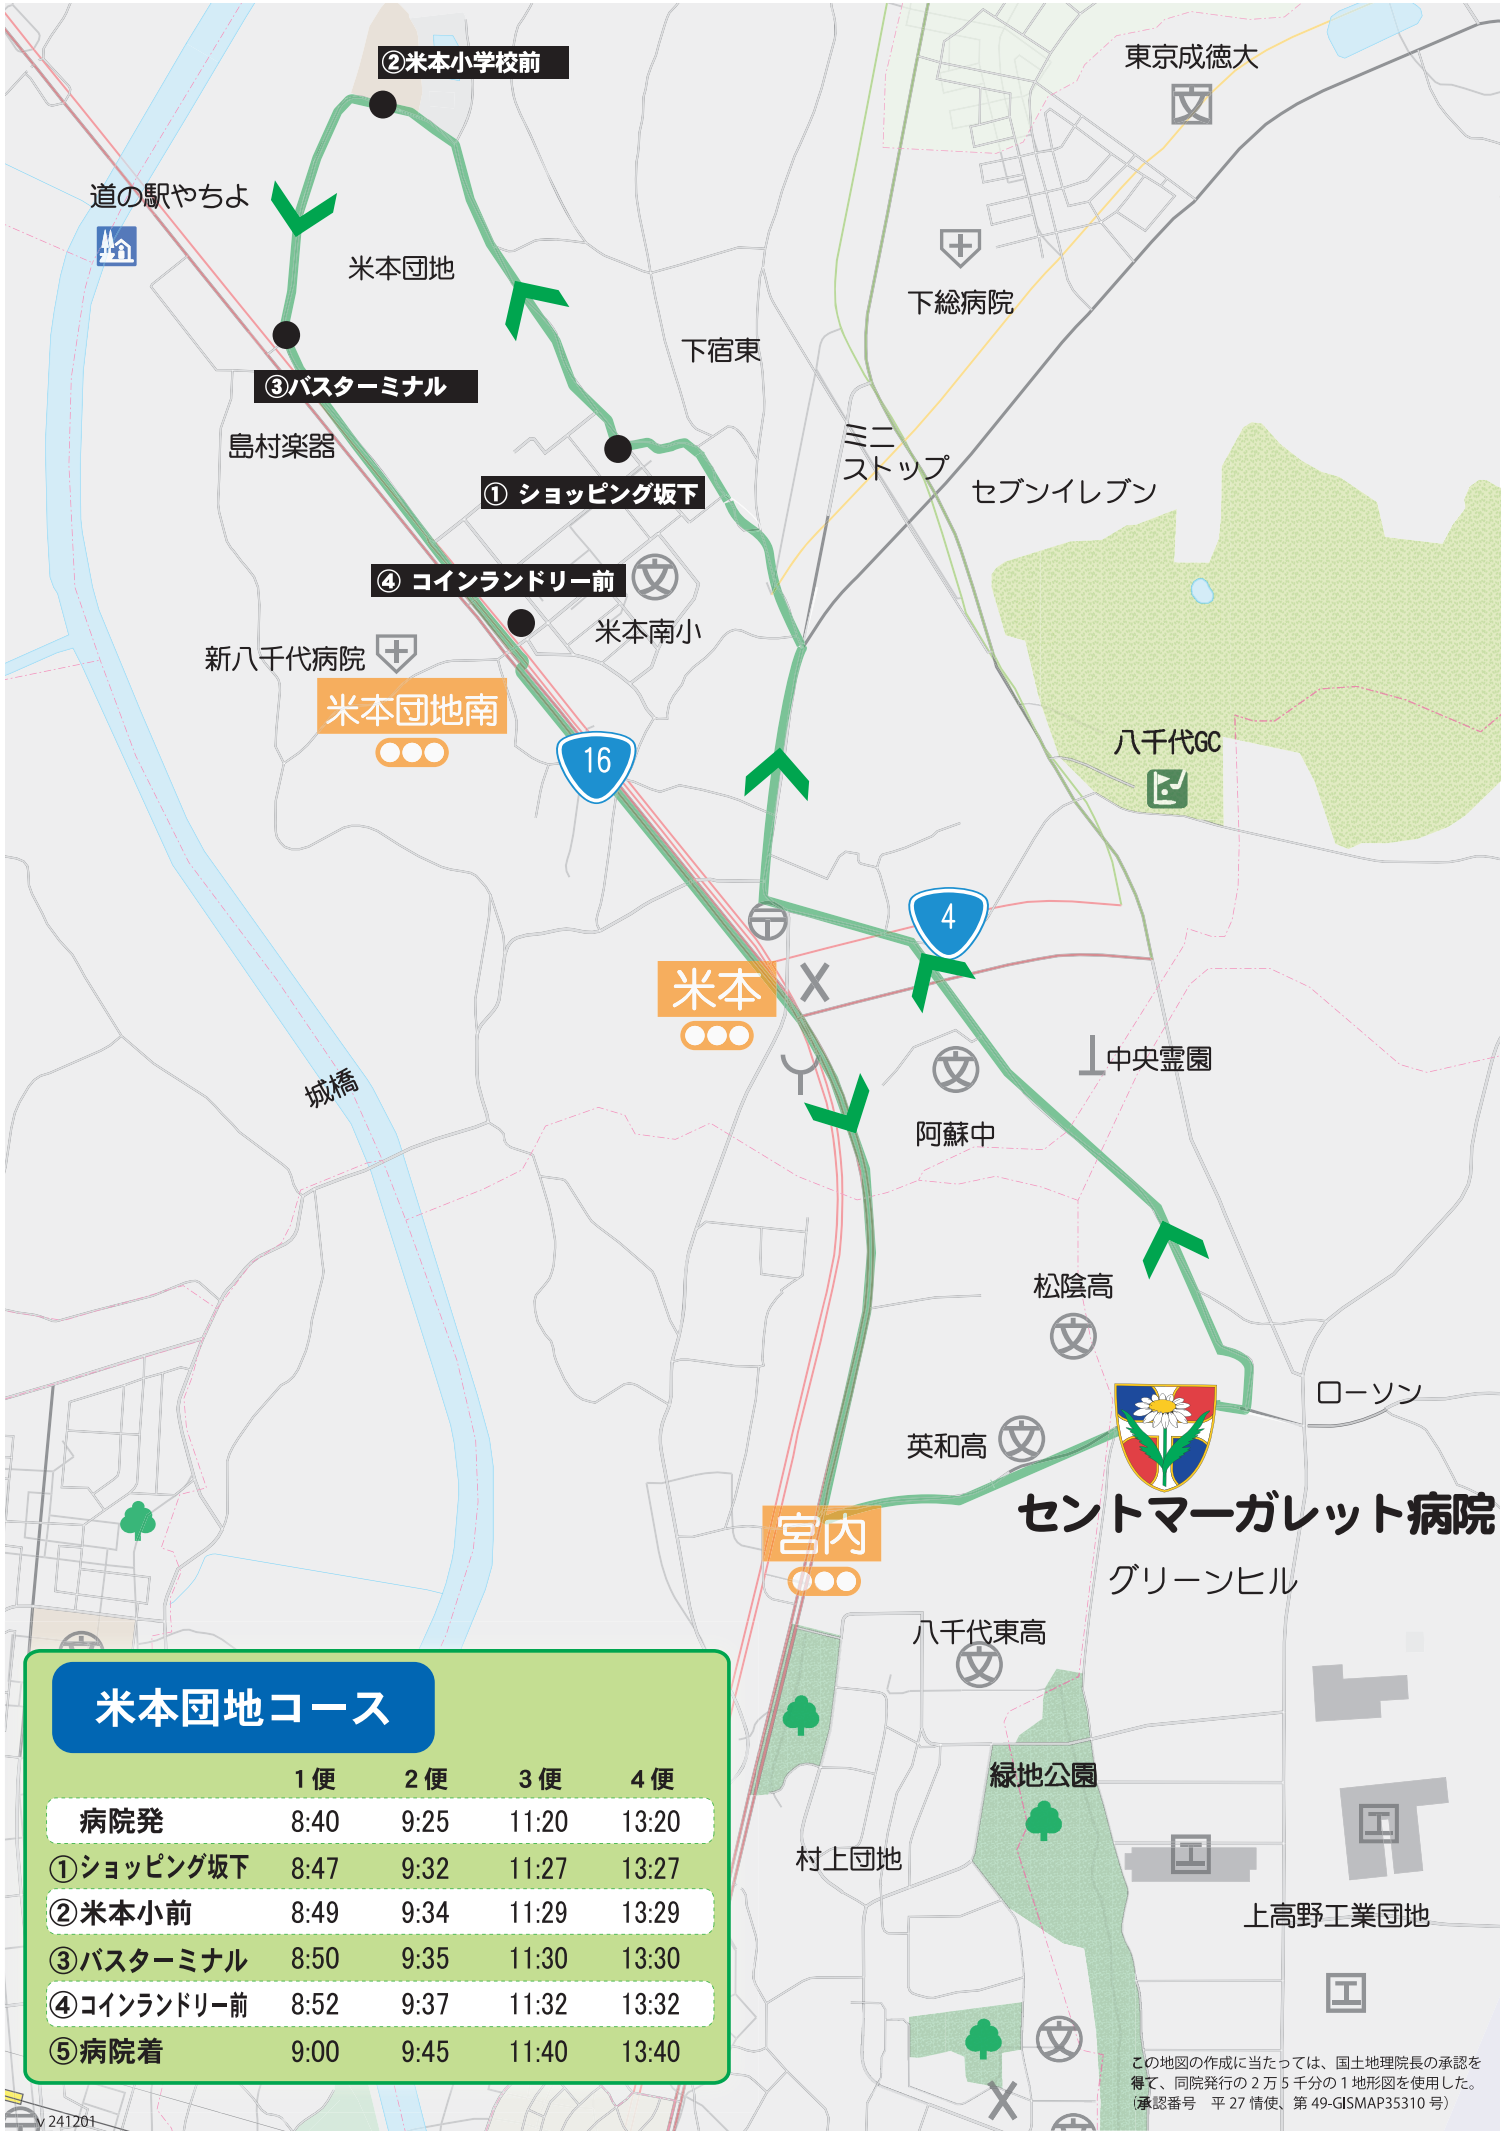 ②米本小学校前
東京成徳大
文
道の駅やちよ
米本団地
下総病院
下宿東
③バスターミナル
島村楽器
ミニ
ストップ
セブンイレブン
① ショッピング坂下
④ コインランドリー前
文
米本南小
新八千代病院
米本団地南
16
八千代GC
4
米本
中央霊園
文
阿蘇中
城橋
松陰高
文
ローソン
英和高
文
セントマーガレット病院
宮内
グリーンヒル
八千代東高
文
緑地公園
村上団地
上高野工業団地
文
米本団地コース
1便 2便 3便 4便
病院発 8:40 9:25 11:20 13:20
①ショッピング坂下 8:47 9:32 11:27 13:27
②米本小前 8:49 9:34 11:29 13:29
③バスターミナル 8:50 9:35 11:30 13:30
④コインランドリー前 8:52 9:37 11:32 13:32
⑤病院着 9:00 9:45 11:40 13:40
この地図の作成に当たっては、国土地理院長の承認を
得て、同院発行の2万5千分の1地形図を使用した。
（承認番号　平27情使、第49-GISMAP35310号）
v 241201